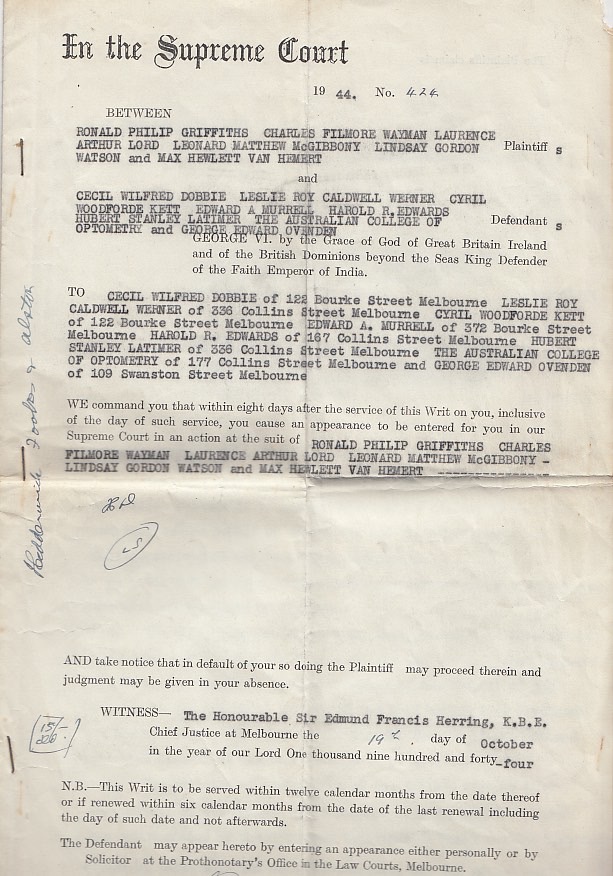 In the Supreme Court
19 44. No. 424
BETWEEN
RONALD PHILIP GRIFFITHS CHARLES FILMORE WAYMAN LAURENCE
ARTHUR LORD LEONARD MATTHEW McGIBBONY LINDSAY GORDON
WATSON and MAX HEWLETT VAN HEMERT
Plaintiff s
and
CECIL WILFRED DOBBIE LESLIE ROY CALDWELL WERNER CYRIL
WOODFORDE KETT EDWARD A MURRELL HAROLD R. EDWARDS
HUBERT STANLEY LATIMER THE AUSTRALIAN COLLEGE OF
OPTOMETRY and GEORGE EDWARD OVENDEN
Defendant s
GEORGE VI. by the Grace of God of Great Britain Ireland
and of the British Dominions beyond the Seas King Defender
of the Faith Emperor of India.
TO CECIL WILFRED DOBBIE of 122 Bourke Street Melbourne LESLIE ROY
CALDWELL WERNER of 336 Collins Street Melbourne CYRIL WOODFORDE KETT
of 122 Bourke Street Melbourne EDWARD A. MURRELL of 372 Bourke Street
Melbourne HAROLD R. EDWARDS of 167 Collins Street Melbourne HUBERT
STANLEY LATIMER of 336 Collins Street Melbourne THE AUSTRALIAN COLLEGE
OF OPTOMETRY of 177 Collins Street Melbourne and GEORGE EDWARD OVENDEN
of 109 Swanston Street Melbourne
WE command you that within eight days after the service of this Writ on you, inclusive
of the day of such service, you cause an appearance to be entered for you in our
Supreme Court in an action at the suit of RONALD PHILIP GRIFFITHS CHARLES
FILMORE WAYMAN LAURENCE ARTHUR LORD LEONARD MATTHEW McGIBBONY -
LINDSAY GORDON WATSON and MAX HEWLETT VAN HEMERT ---------------
AND take notice that in default of your so doing the Plaintiff may proceed therein and
judgment may be given in your absence.
WITNESS— The Honourable Sir Edmund Francis Herring, K.B.E.
Chief Justice at Melbourne the 19th day of October
in the year of our Lord One thousand nine hundred and forty-four
15/-
N.B.—This Writ is to be served within twelve calendar months from the date thereof
or if renewed within six calendar months from the date of the last renewal including
the day of such date and not afterwards.
The Defendant may appear hereto by entering an appearance either personally or by
Solicitor at the Prothonotary's Office in the Law Courts, Melbourne.
Hedderwick Fookes & Alston